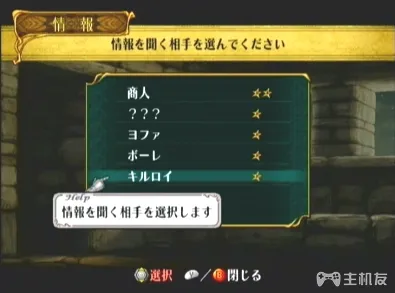 情報
情報を聞く相手を選んでください
商人 ★★
??? ★
ヨファ ★
ボーレ ★
キルロイ ★
Help
情報を聞く相手を選択します
選択 Y/B閉じる
主机友